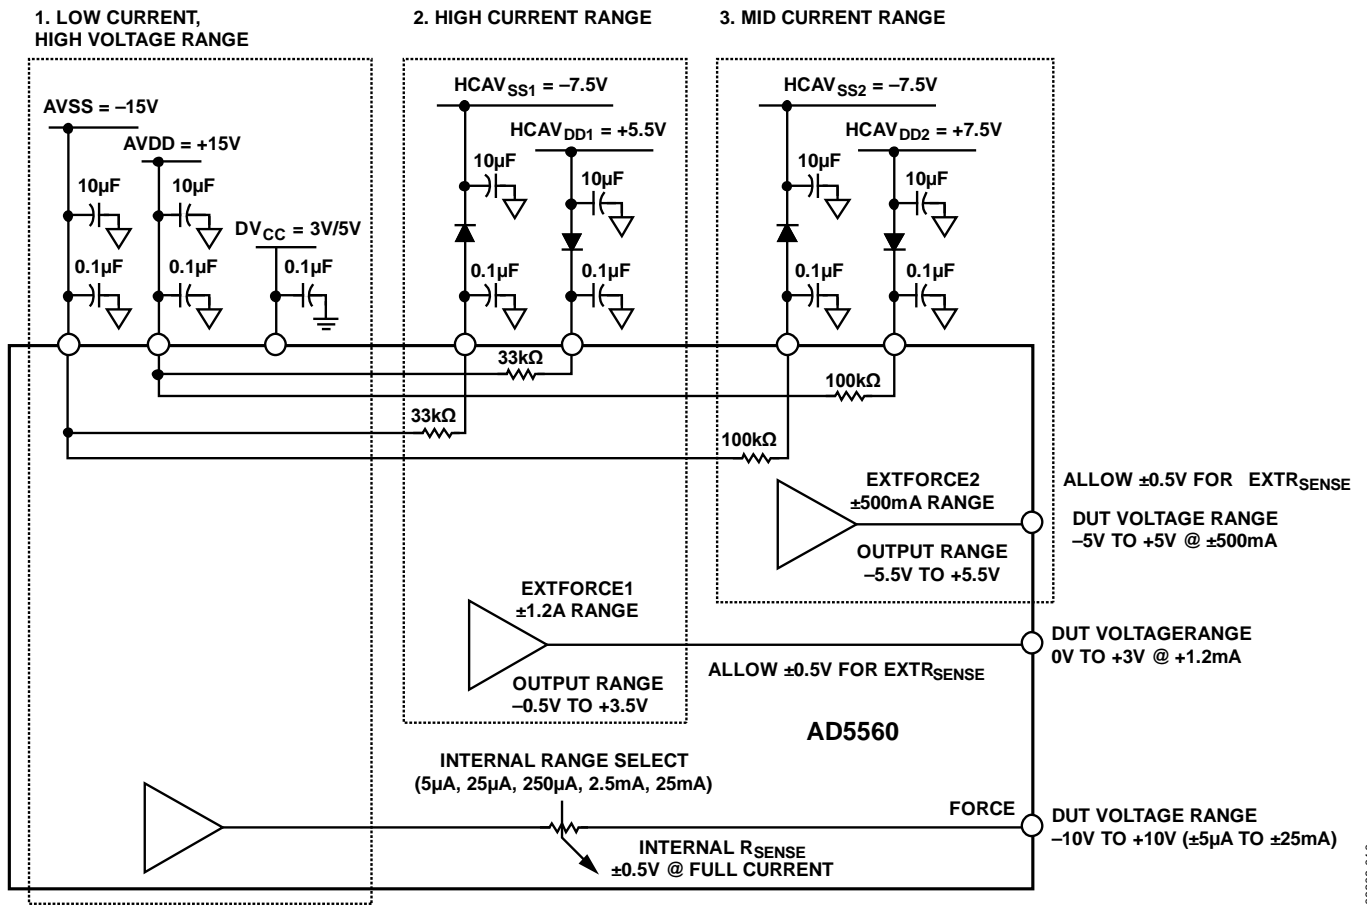 1. LOW CURRENT,
HIGH VOLTAGE RANGE
2. HIGH CURRENT RANGE
3. MID CURRENT RANGE
AVSS = –15V
AVDD = +15V
10µF
10µF
DVCC = 3V/5V
0.1µF
0.1µF
0.1µF
HCAVSS1 = –7.5V
HCAVDD1 = +5.5V
10µF
10µF
0.1µF
0.1µF
HCAVSS2 = –7.5V
HCAVDD2 = +7.5V
10µF
10µF
0.1µF
0.1µF
33kΩ
100kΩ
33kΩ
100kΩ
EXTFORCE2
±500mA RANGE
OUTPUT RANGE
–5.5V TO +5.5V
ALLOW ±0.5V FOR EXTRSENSE
DUT VOLTAGE RANGE
–5V TO +5V @ ±500mA
EXTFORCE1
±1.2A RANGE
OUTPUT RANGE
–0.5V TO +3.5V
ALLOW ±0.5V FOR EXTRSENSE
DUT VOLTAGERANGE
0V TO +3V @ +1.2mA
AD5560
INTERNAL RANGE SELECT
(5µA, 25µA, 250µA, 2.5mA, 25mA)
INTERNAL RSENSE
±0.5V @ FULL CURRENT
FORCE
DUT VOLTAGE RANGE
–10V TO +10V (±5µA TO ±25mA)